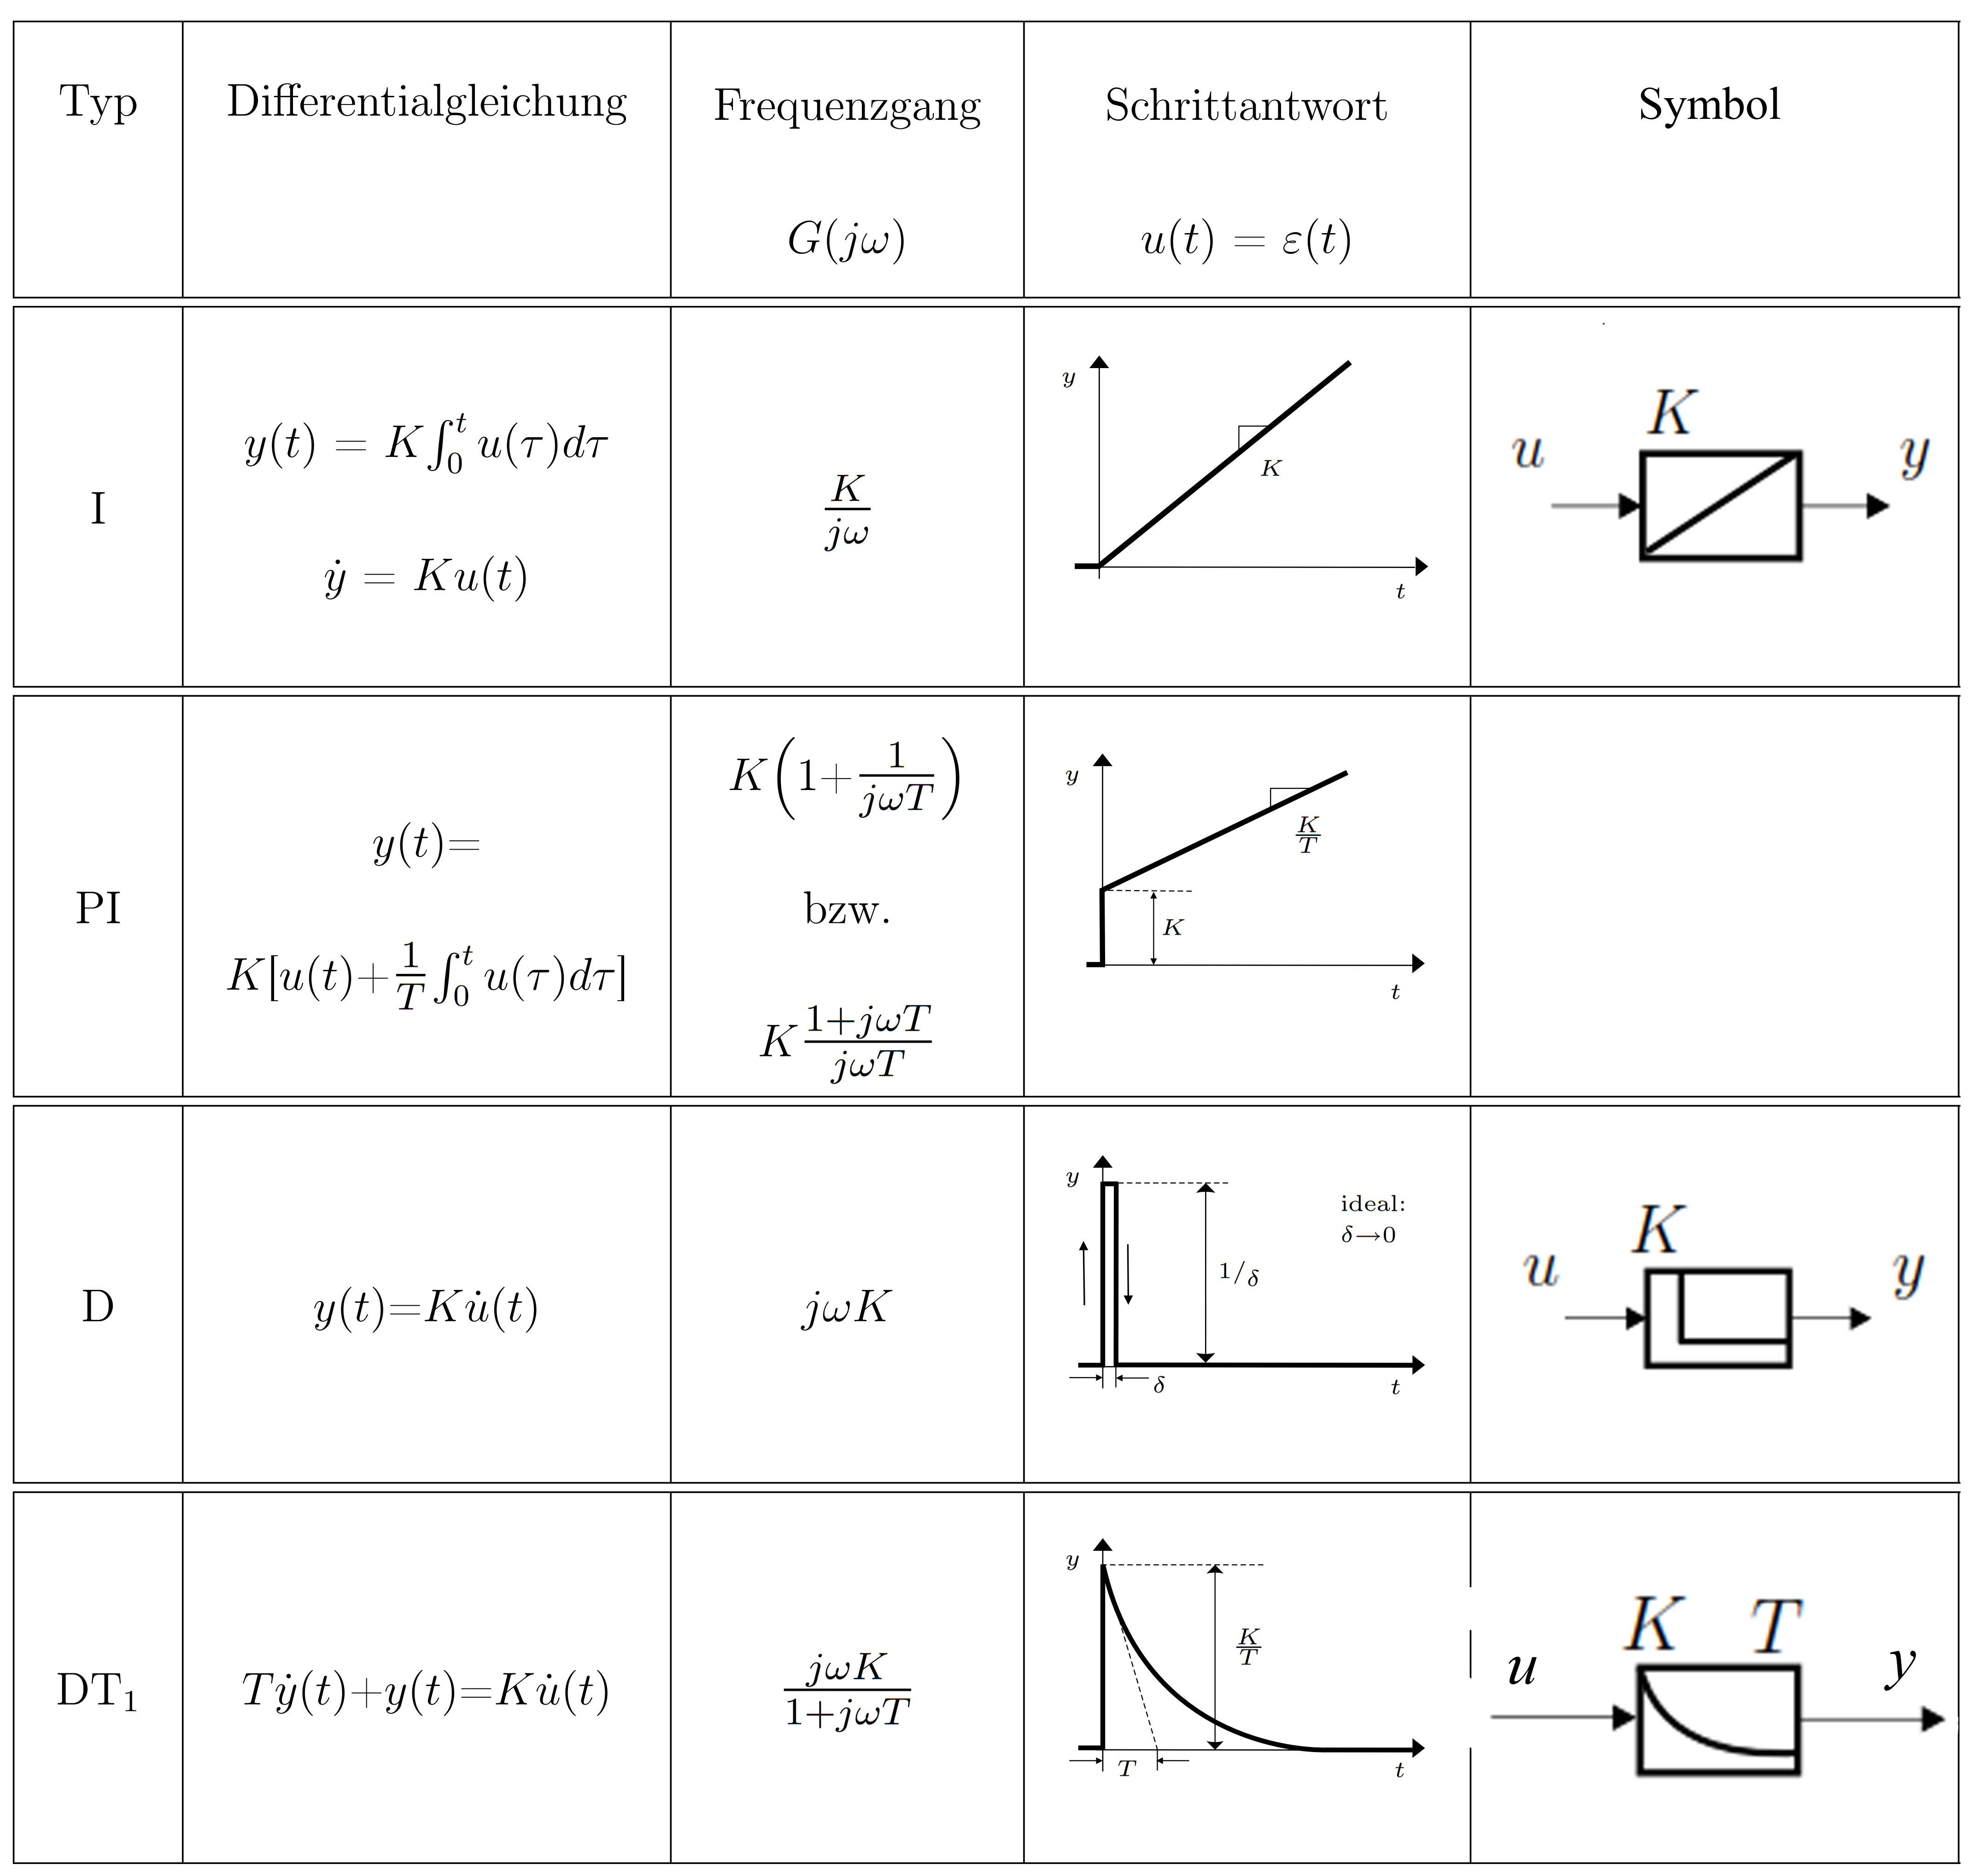 Typ
Differentialgleichung
Frequenzgang
G(jω)
Schrittantwort
u(t) = ε(t)
Symbol
I
y(t) = K∫₀ᵗ u(τ)dτ
ẏ = Ku(t)
K/jω
y
K
t
K
u
y
PI
y(t)=
K[u(t)+1/T ∫₀ᵗ u(τ)dτ]
K(1+1/jωT)
bzw.
K (1+jωT)/jωT
y
K/T
K
t
D
y(t)=Ku̇(t)
jωK
y
ideal:
δ→0
1/δ
δ
t
K
u
y
DT₁
Tẏ(t)+y(t)=Ku̇(t)
jωK/(1+jωT)
y
K/T
T
t
K T
u
y